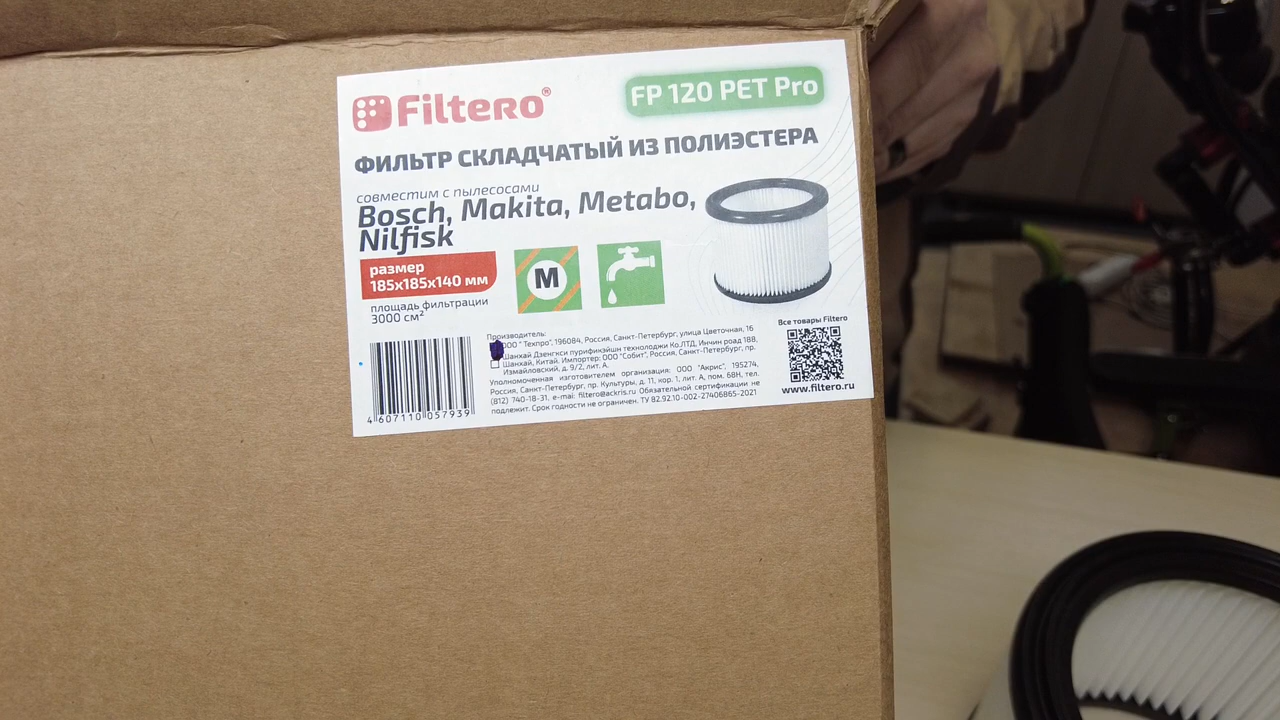 Filtero®
FP 120 PET Pro
ФИЛЬТР СКЛАДЧАТЫЙ ИЗ ПОЛИЭСТЕРА
совместим с пылесосами
Bosch, Makita, Metabo,
Nilfisk
размер
185x185x140 мм
M
площадь фильтрации
3000 см²
Все товары Filtero
www.filtero.ru
4 607110 057939
Производитель:
ООО "Техпро", 196084, Россия, Санкт-Петербург, улица Цветочная, 16
Шанхай Дзенгкси пурификэйшн технолоджи Ко.ЛТД, Инчин роад 188,
Шанхай, Китай. Импортер: ООО "Собит", Россия, Санкт-Петербург, пр.
Измайловский, д. 9/2, лит. А.
Уполномоченная изготовителем организация: ООО "Акрис", 195274,
Россия, Санкт-Петербург, пр. Культуры, д. 11, кор. 1, лит. А, пом. 68Н, тел.
(812) 740-18-31, e-mai: filtero@ackris.ru Обязательной сертификации не
подлежит. Срок годности не ограничен. ТУ 82.92.10-002-27406865-2021